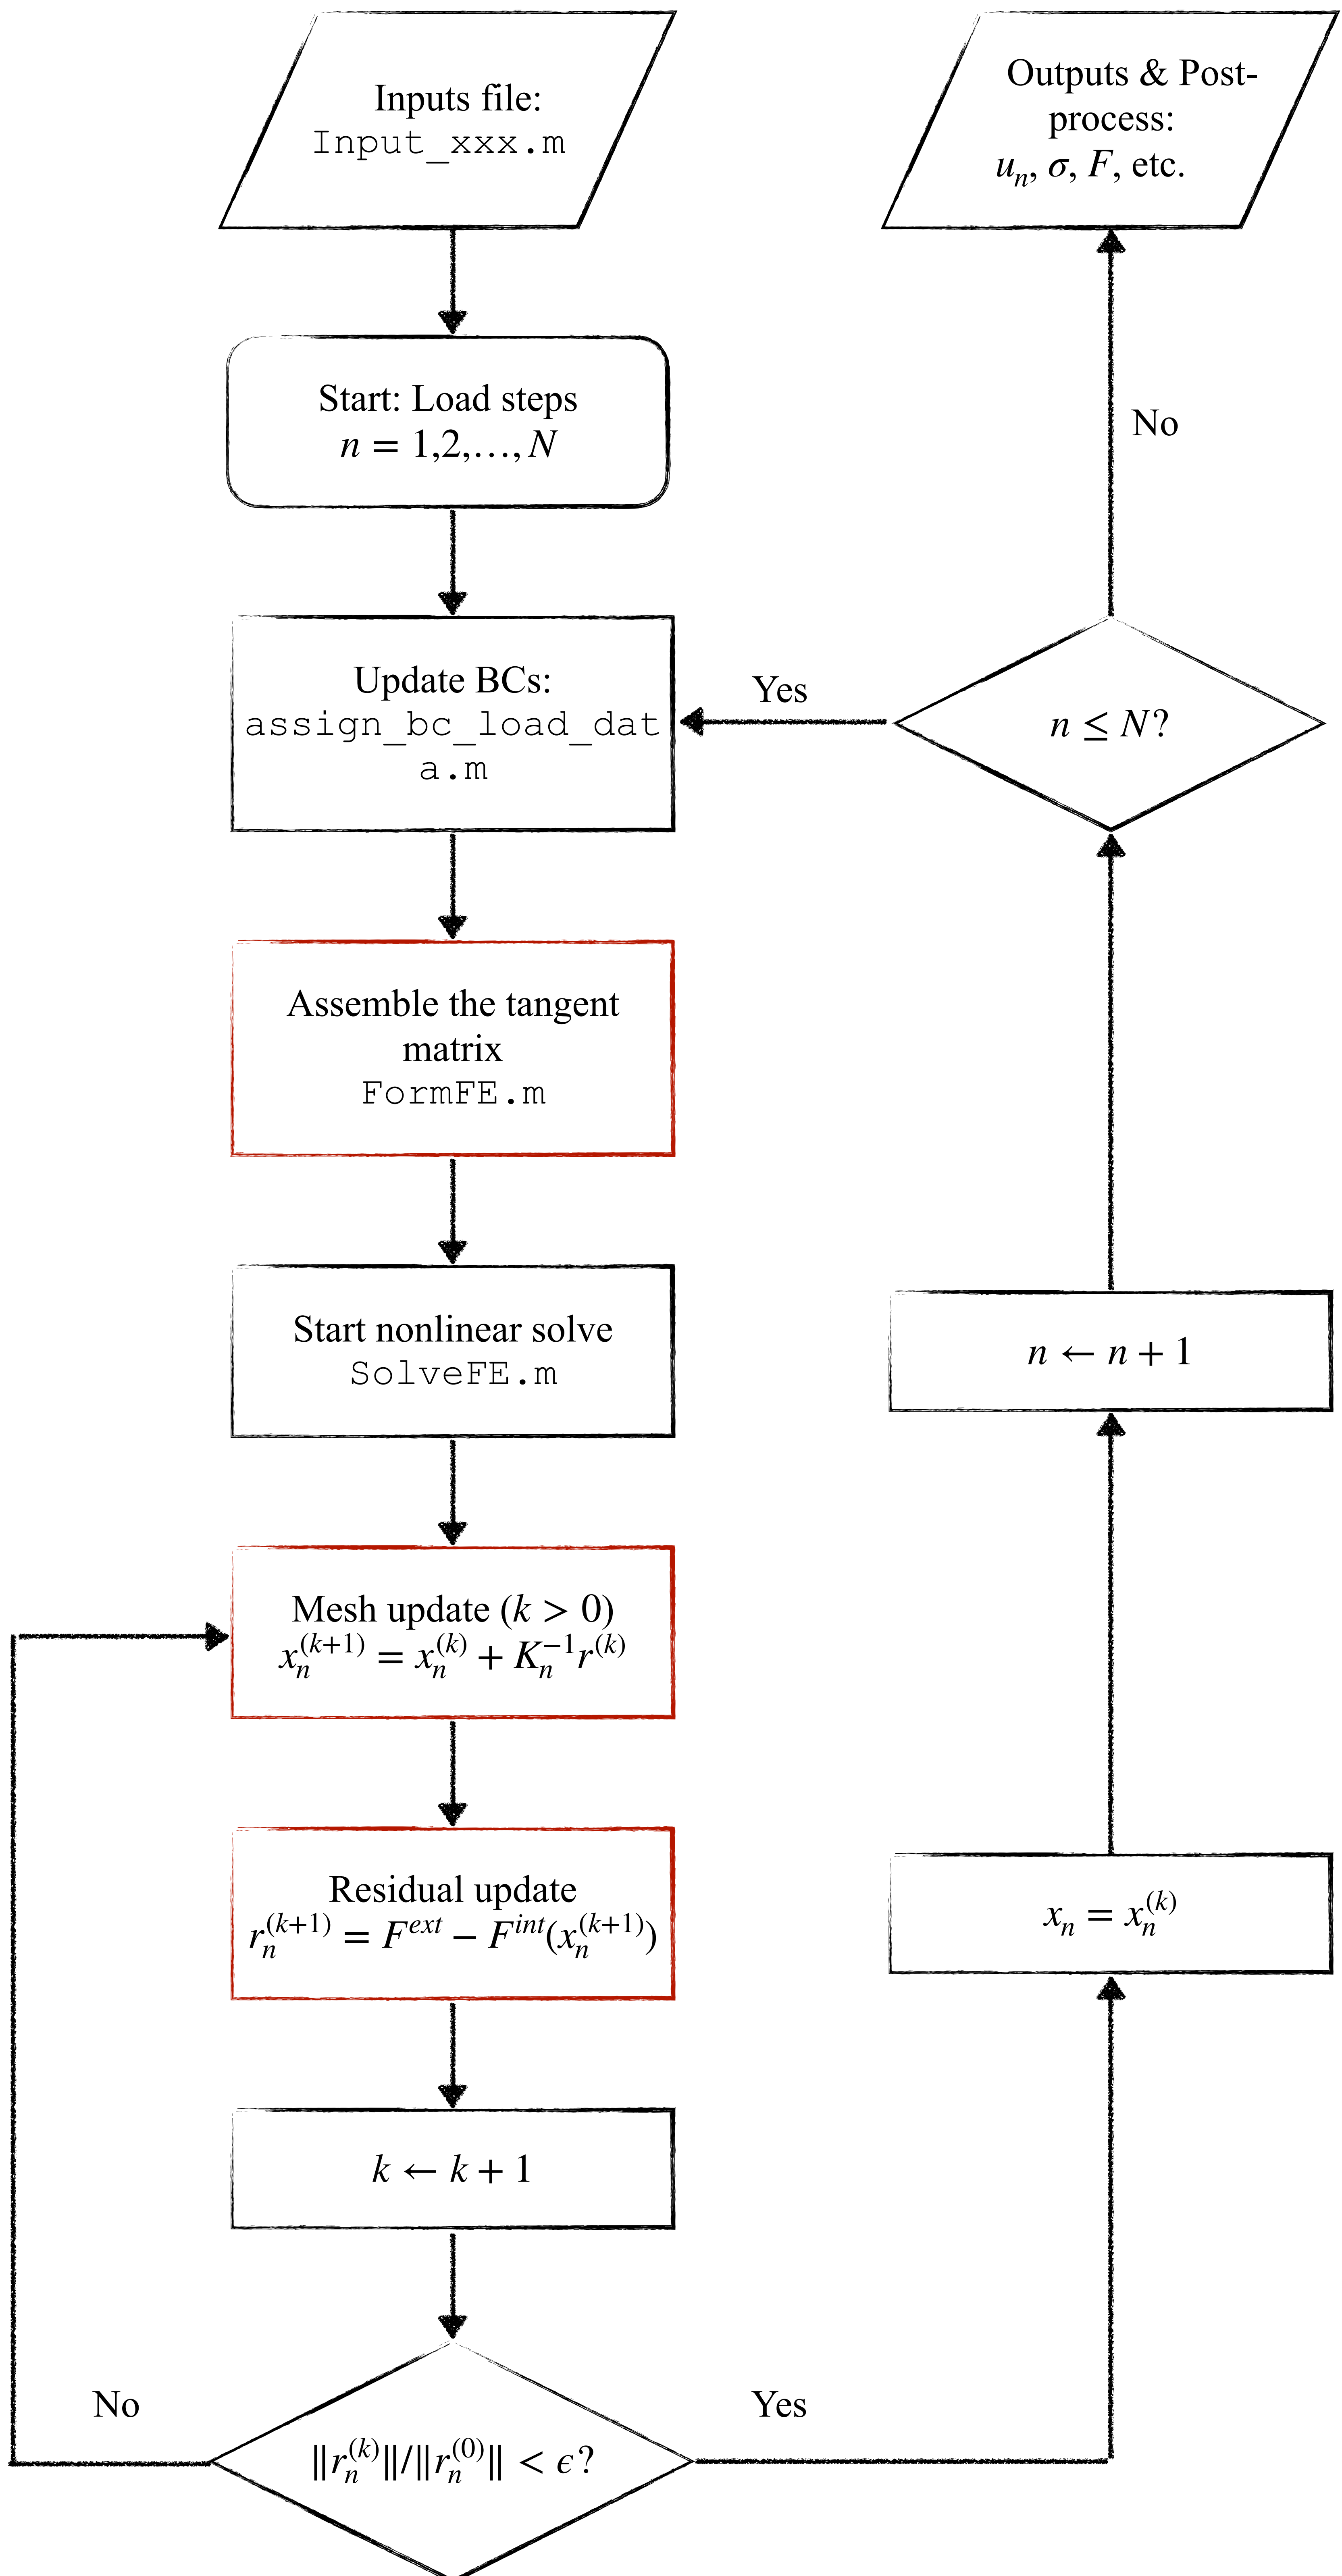 Inputs file:
Input_xxx.m
Start: Load steps
n = 1,2,…, N
Update BCs:
assign_bc_load_dat
a.m
Assemble the tangent
matrix
FormFE.m
Start nonlinear solve
SolveFE.m
Mesh update (k > 0)
x_n^{(k+1)} = x_n^{(k)} + K_n^{-1} r^{(k)}
Residual update
r_n^{(k+1)} = F^{ext} − F^{int}(x_n^{(k+1)})
k ← k + 1
No
‖r_n^{(k)}‖/‖r_n^{(0)}‖ < ϵ?
Yes
x_n = x_n^{(k)}
n ← n + 1
n ≤ N?
Yes
No
Outputs & Post-
process:
u_n, σ, F, etc.